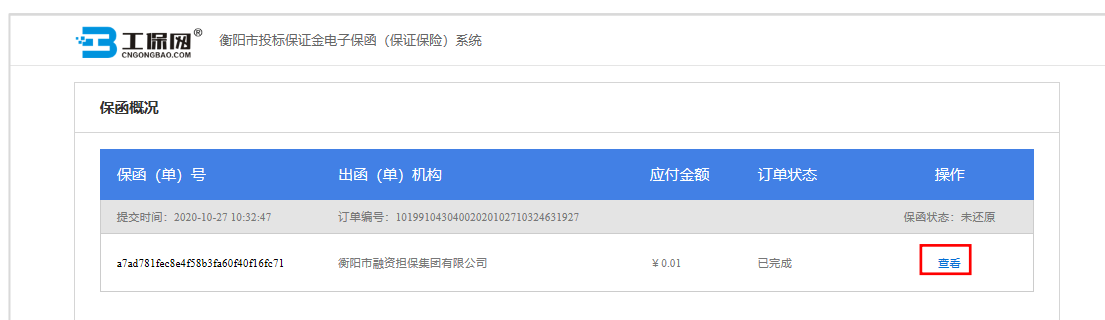 工保网®
CNGONGBAO.COM
衡阳市投标保证金电子保函（保证保险）系统
保函概况
保函（单）号 出函（单）机构 应付金额 订单状态 操作
提交时间：2020-10-27 10:32:47 订单编号：10199104304002020102710324631927 保函状态：未还原
a7ad781fec8e4f58b3fa60f40f16fc71 衡阳市融资担保集团有限公司 ￥0.01 已完成 查看